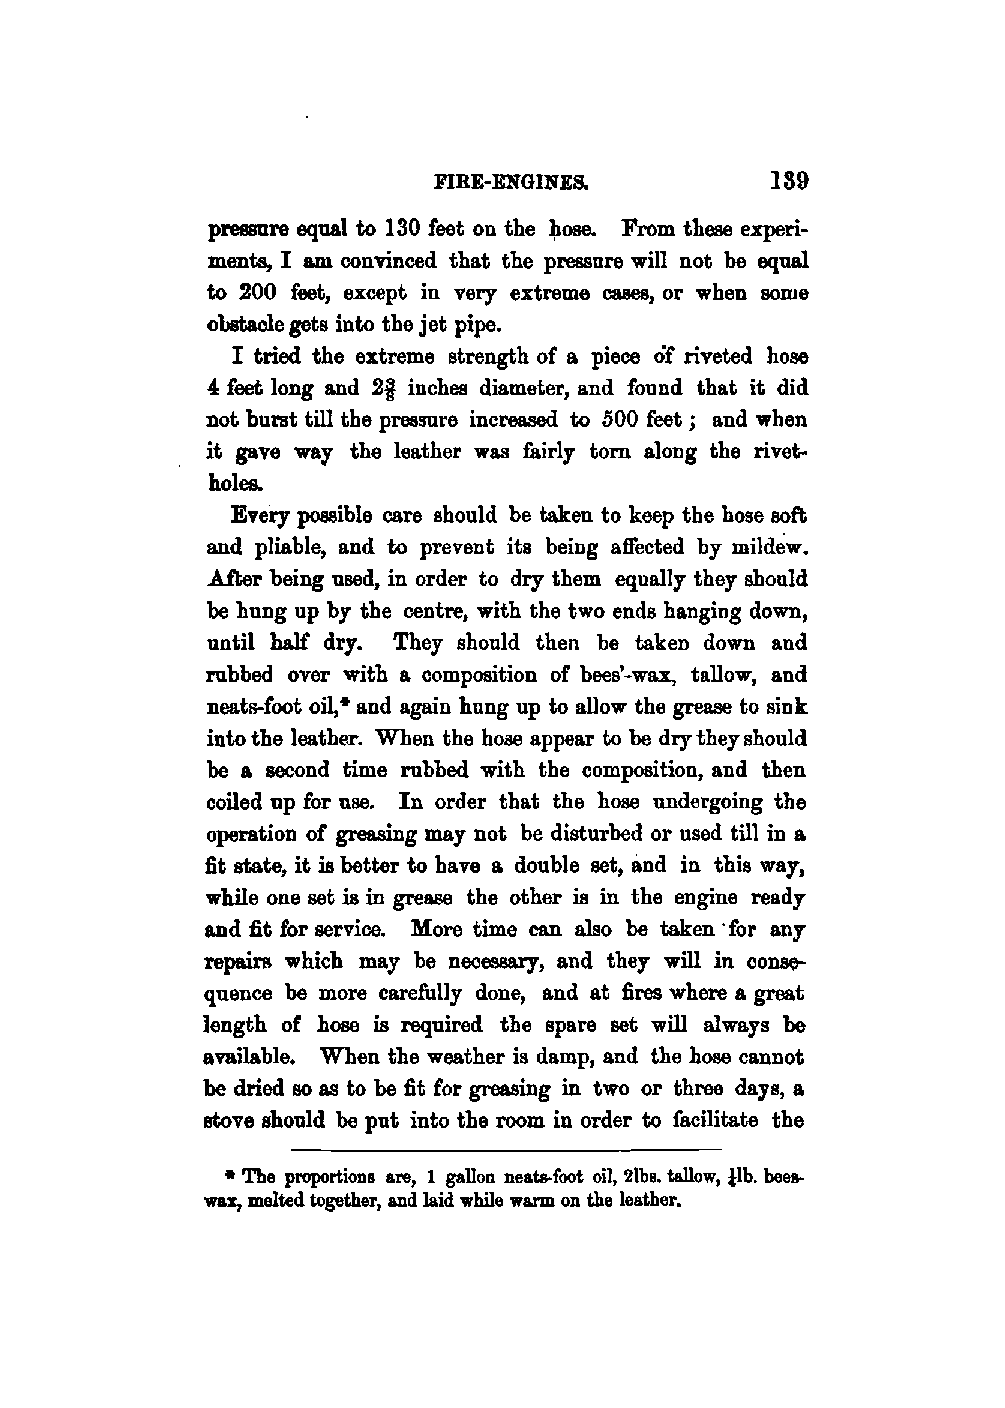 FIRE-ENGINES. 139
pressure equal to 130 feet on the hose. From these experi-
ments, I am convinced that the pressure will not be equal
to 200 feet, except in very extreme cases, or when some
obstacle gets into the jet pipe.
I tried the extreme strength of a piece of riveted hose
4 feet long and 2⅜ inches diameter, and found that it did
not burst till the pressure increased to 500 feet; and when
it gave way the leather was fairly torn along the rivet-
holes.
Every possible care should be taken to keep the hose soft
and pliable, and to prevent its being affected by mildew.
After being used, in order to dry them equally they should
be hung up by the centre, with the two ends hanging down,
until half dry. They should then be taken down and
rubbed over with a composition of bees'-wax, tallow, and
neats-foot oil,* and again hung up to allow the grease to sink
into the leather. When the hose appear to be dry they should
be a second time rubbed with the composition, and then
coiled up for use. In order that the hose undergoing the
operation of greasing may not be disturbed or used till in a
fit state, it is better to have a double set, and in this way,
while one set is in grease the other is in the engine ready
and fit for service. More time can also be taken for any
repairs which may be necessary, and they will in conse-
quence be more carefully done, and at fires where a great
length of hose is required the spare set will always be
available. When the weather is damp, and the hose cannot
be dried so as to be fit for greasing in two or three days, a
stove should be put into the room in order to facilitate the
* The proportions are, 1 gallon neats-foot oil, 2lbs. tallow, lb. bees-
wax, melted together, and laid while warm on the leather.